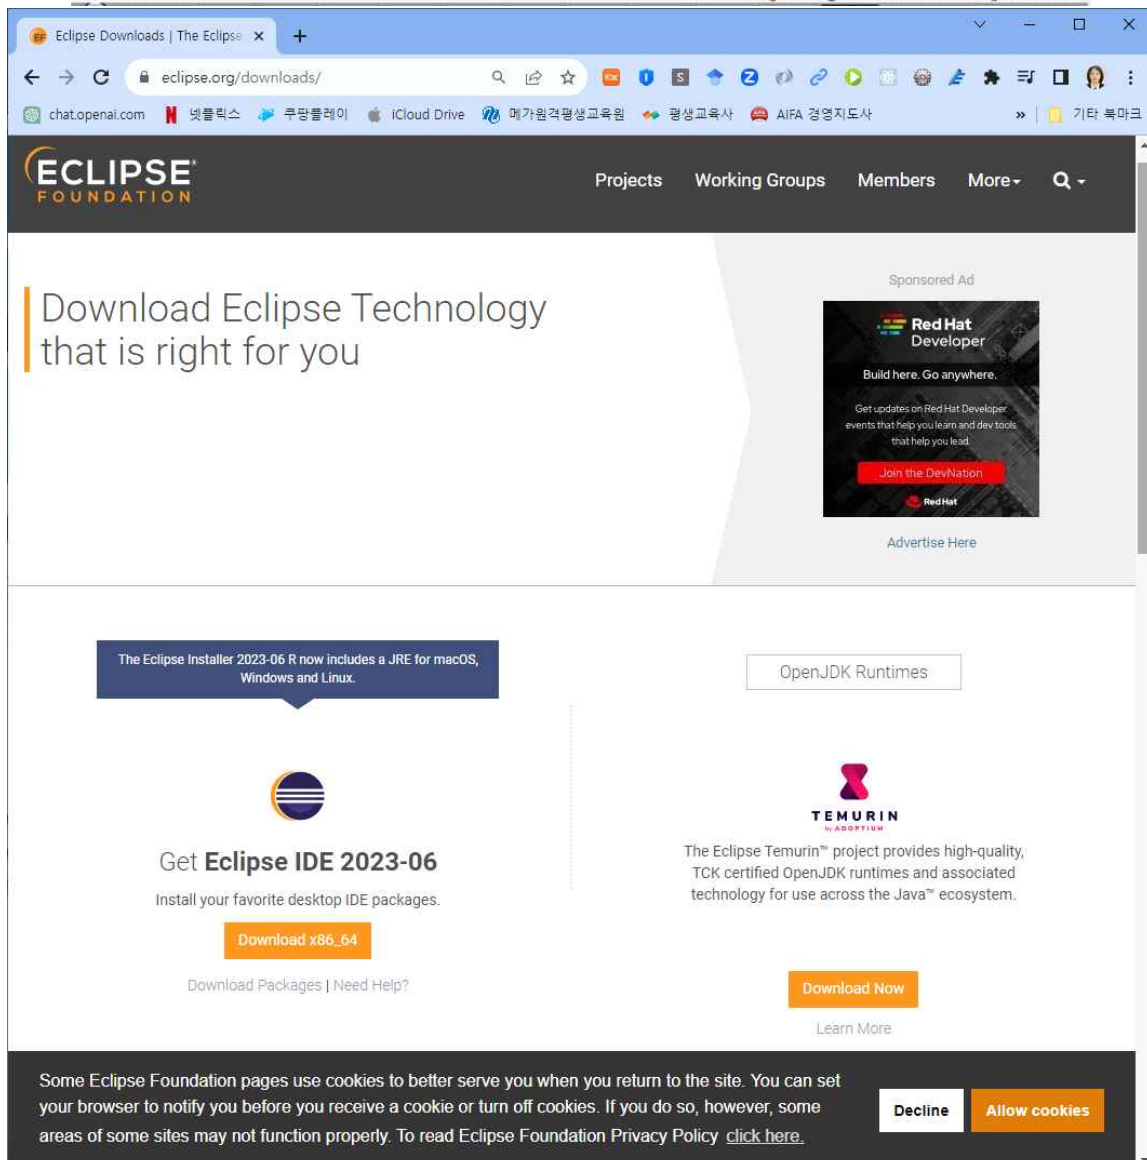 Eclipse Downloads | The Eclipse
eclipse.org/downloads/
chat.openai.com 넷플릭스 쿠팡플레이 iCloud Drive 메가원격평생교육원 평생교육사 AIFA 경영지도사 » 기타 북마크
ECLIPSE
FOUNDATION
Projects Working Groups Members More
Download Eclipse Technology
that is right for you
Sponsored Ad
Red Hat
Developer
Build here. Go anywhere.
Get updates on Red Hat Developer
events that help you learn and dev tools
that help you lead.
Join the DevNation
Red Hat
Advertise Here
The Eclipse Installer 2023-06 R now includes a JRE for macOS,
Windows and Linux.
Get Eclipse IDE 2023-06
Install your favorite desktop IDE packages.
Download x86_64
Download Packages | Need Help?
OpenJDK Runtimes
TEMURIN
by ADOPTIUM
The Eclipse Temurin™ project provides high-quality,
TCK certified OpenJDK runtimes and associated
technology for use across the Java™ ecosystem.
Download Now
Learn More
Some Eclipse Foundation pages use cookies to better serve you when you return to the site. You can set
your browser to notify you before you receive a cookie or turn off cookies. If you do so, however, some
areas of some sites may not function properly. To read Eclipse Foundation Privacy Policy click here.
Decline Allow cookies